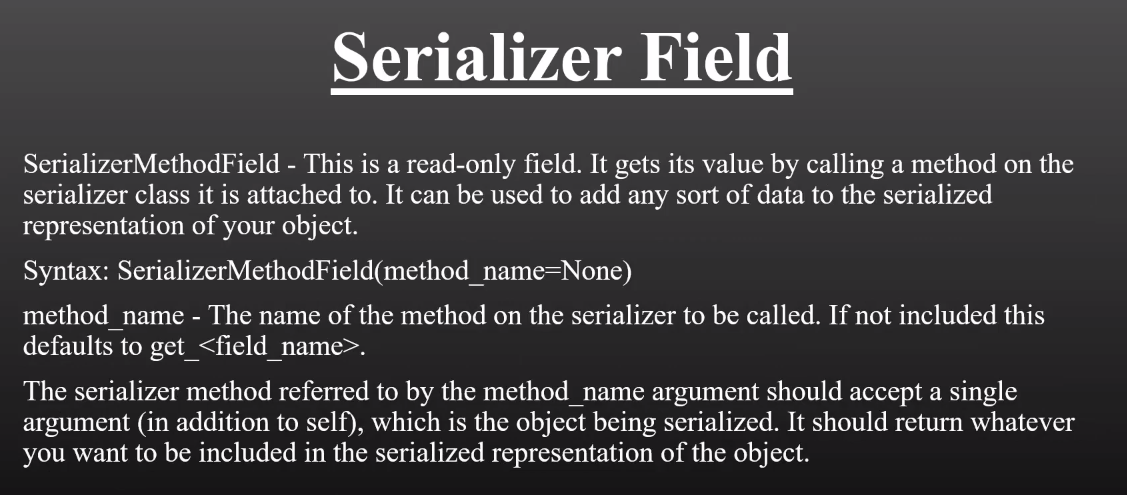 Serializer Field
SerializerMethodField - This is a read-only field. It gets its value by calling a method on the
serializer class it is attached to. It can be used to add any sort of data to the serialized
representation of your object.
Syntax: SerializerMethodField(method_name=None)
method_name - The name of the method on the serializer to be called. If not included this
defaults to get_<field_name>.
The serializer method referred to by the method_name argument should accept a single
argument (in addition to self), which is the object being serialized. It should return whatever
you want to be included in the serialized representation of the object.